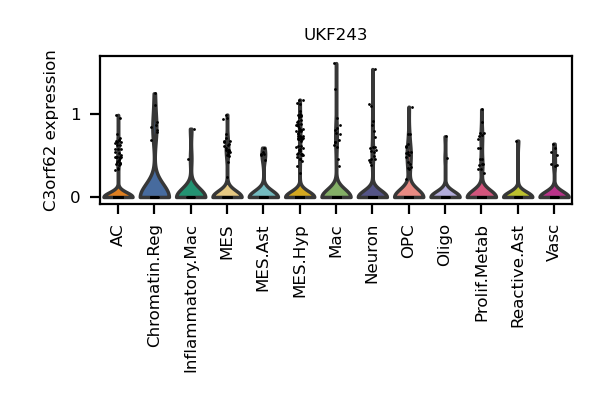 UKF243
C3orf62 expression
1
0
AC
Chromatin.Reg
Inflammatory.Mac
MES
MES.Ast
MES.Hyp
Mac
Neuron
OPC
Oligo
Prolif.Metab
Reactive.Ast
Vasc